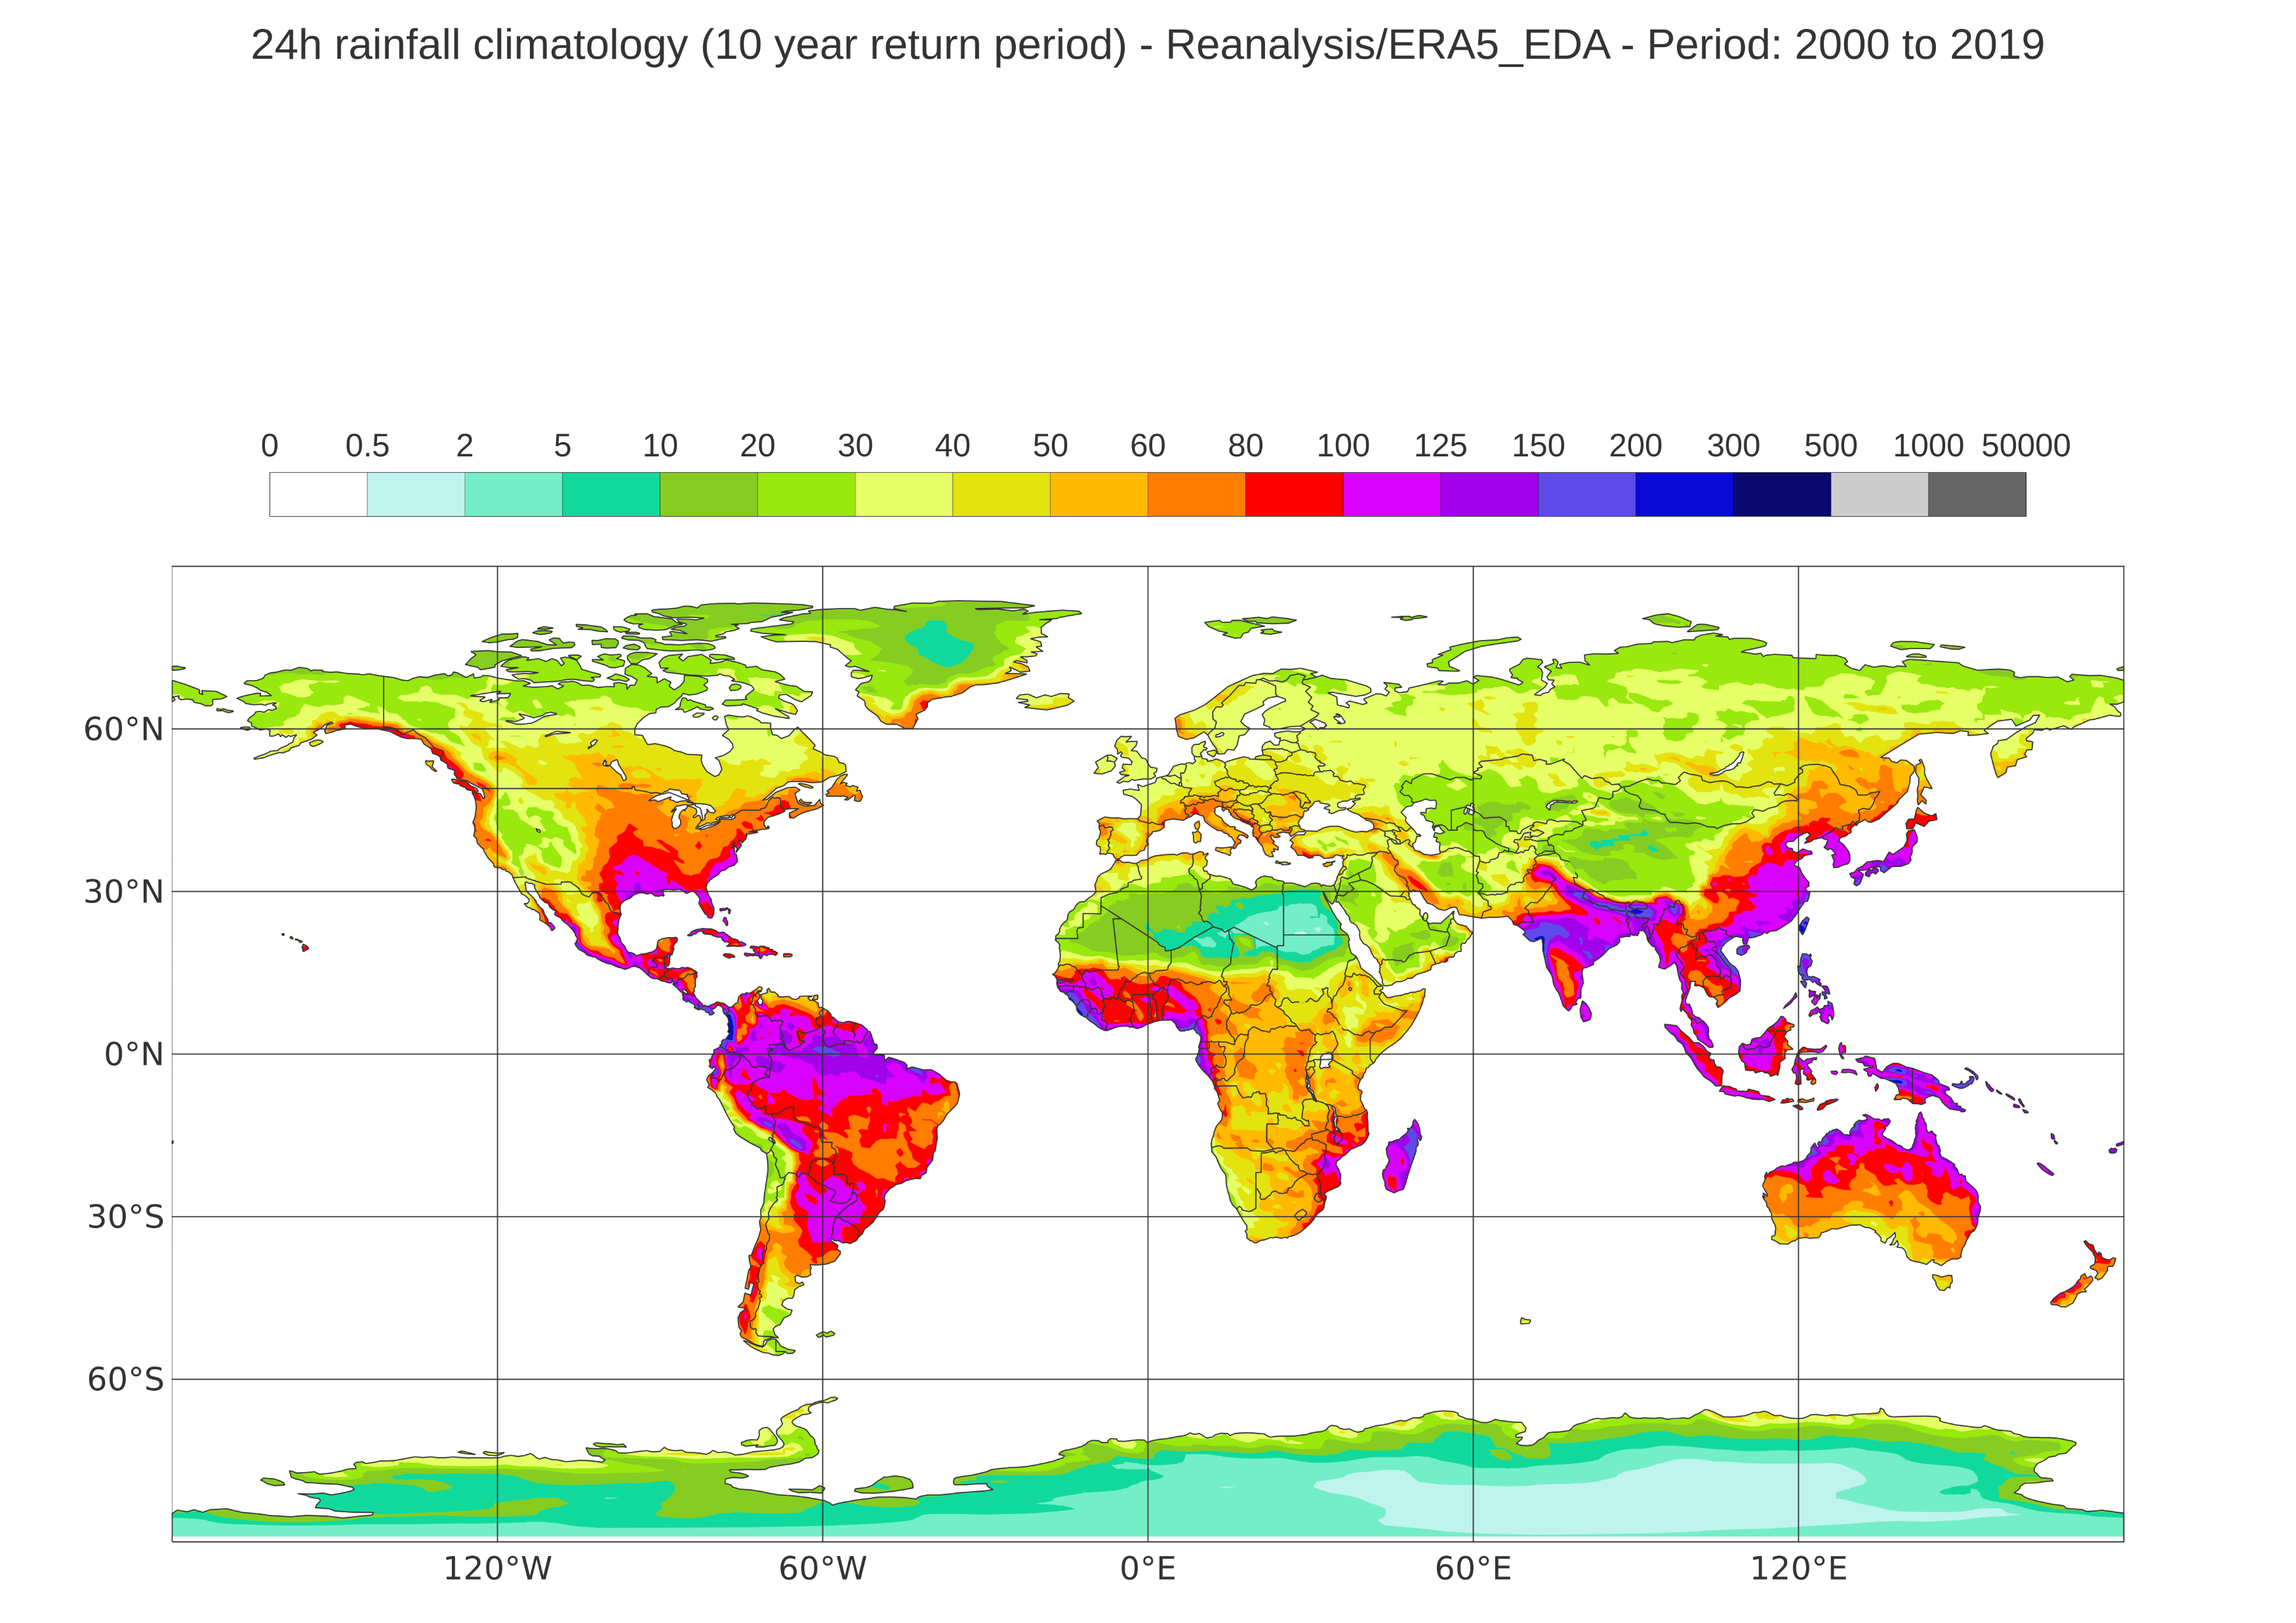 24h rainfall climatology (10 year return period) - Reanalysis/ERA5_EDA - Period: 2000 to 2019
0 0.5 2 5 10 20 30 40 50 60 80 100 125 150 200 300 500 1000 50000
60°N
30°N
0°N
30°S
60°S
120°W 60°W 0°E 60°E 120°E